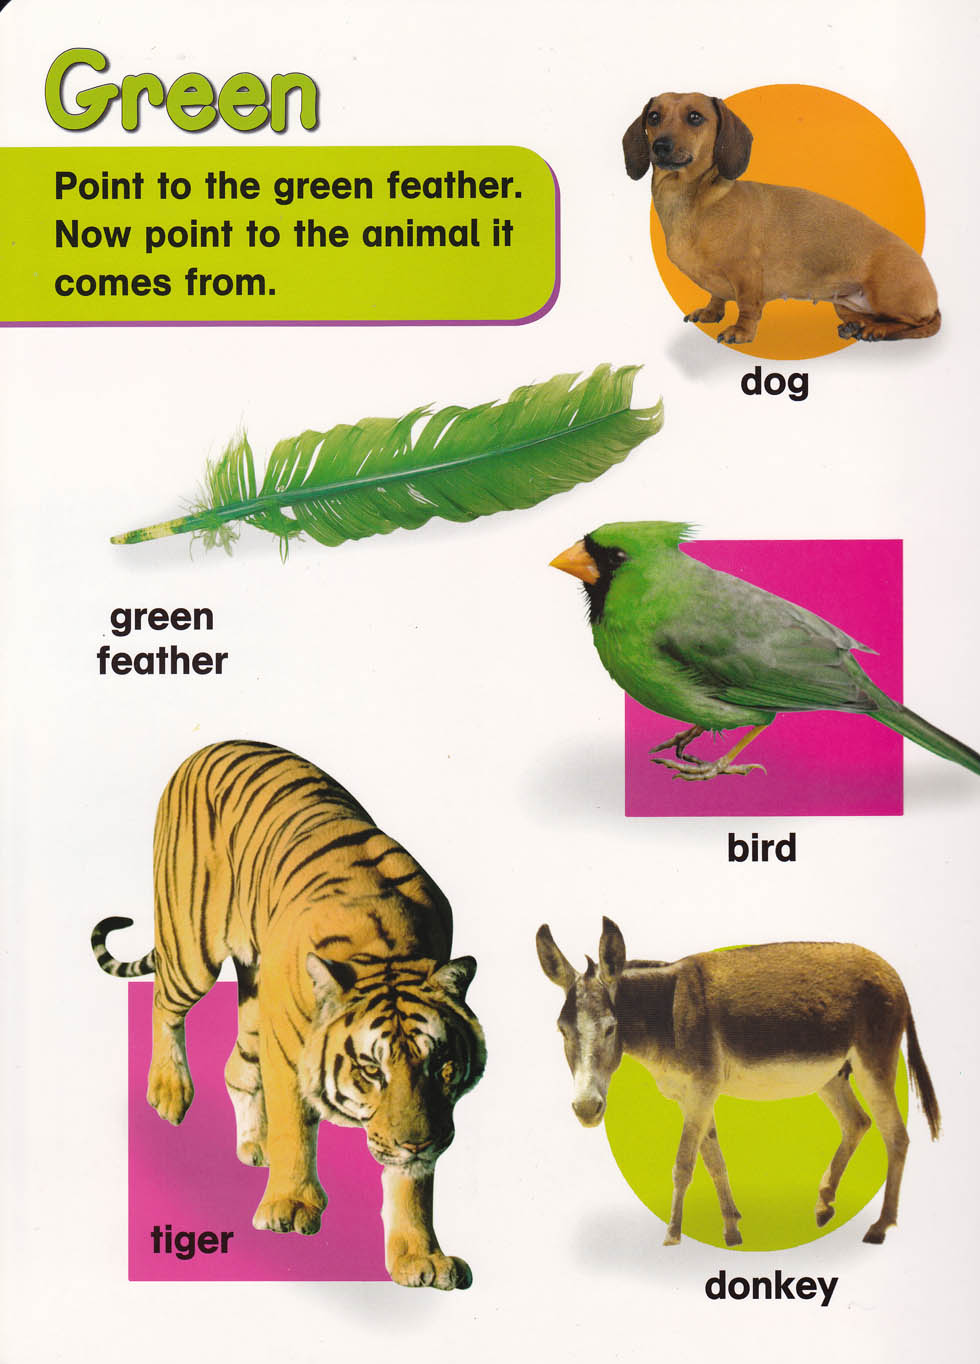 Green
Point to the green feather.
Now point to the animal it
comes from.
dog
green
feather
bird
tiger
donkey